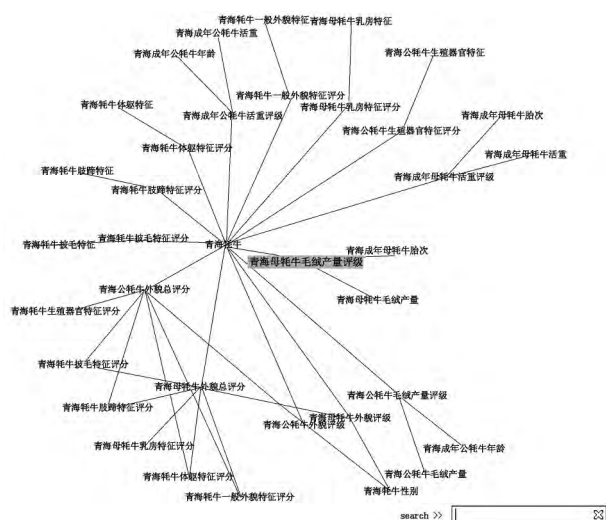 青海牦牛一般外貌特征
青海母牦牛乳房特征
青海成年公牦牛活重
青海公牦牛生殖器官特征
青海成年公牦牛年龄
青海牦牛一般外貌特征评分
青海牦牛体躯特征
青海母牦牛乳房特征评分
青海成年公牦牛活重评级
青海成年母牦牛胎次
青海公牦牛生殖器官特征评分
青海牦牛体躯特征评分
青海成年母牦牛活重
青海牦牛肢蹄特征
青海成年母牦牛活重评级
青海牦牛肢蹄特征评分
青海牦牛披毛特征评分
青海牦牛披毛特征
青海牦牛
青海成年母牦牛胎次
青海母牦牛毛绒产量评级
青海公牦牛外貌总评分
青海母牦牛毛绒产量
青海牦牛生殖器官特征评分
青海牦牛披毛特征评分
青海母牦牛外貌总评分
青海公牦牛毛绒产量评级
青海牦牛肢蹄特征评分
青海母牦牛外貌评级
青海公牦牛外貌评级
青海母牦牛乳房特征评分
青海成年公牦牛年龄
青海公牦牛毛绒产量
青海牦牛体躯特征评分
青海牦牛性别
青海牦牛一般外貌特征评分
search >>